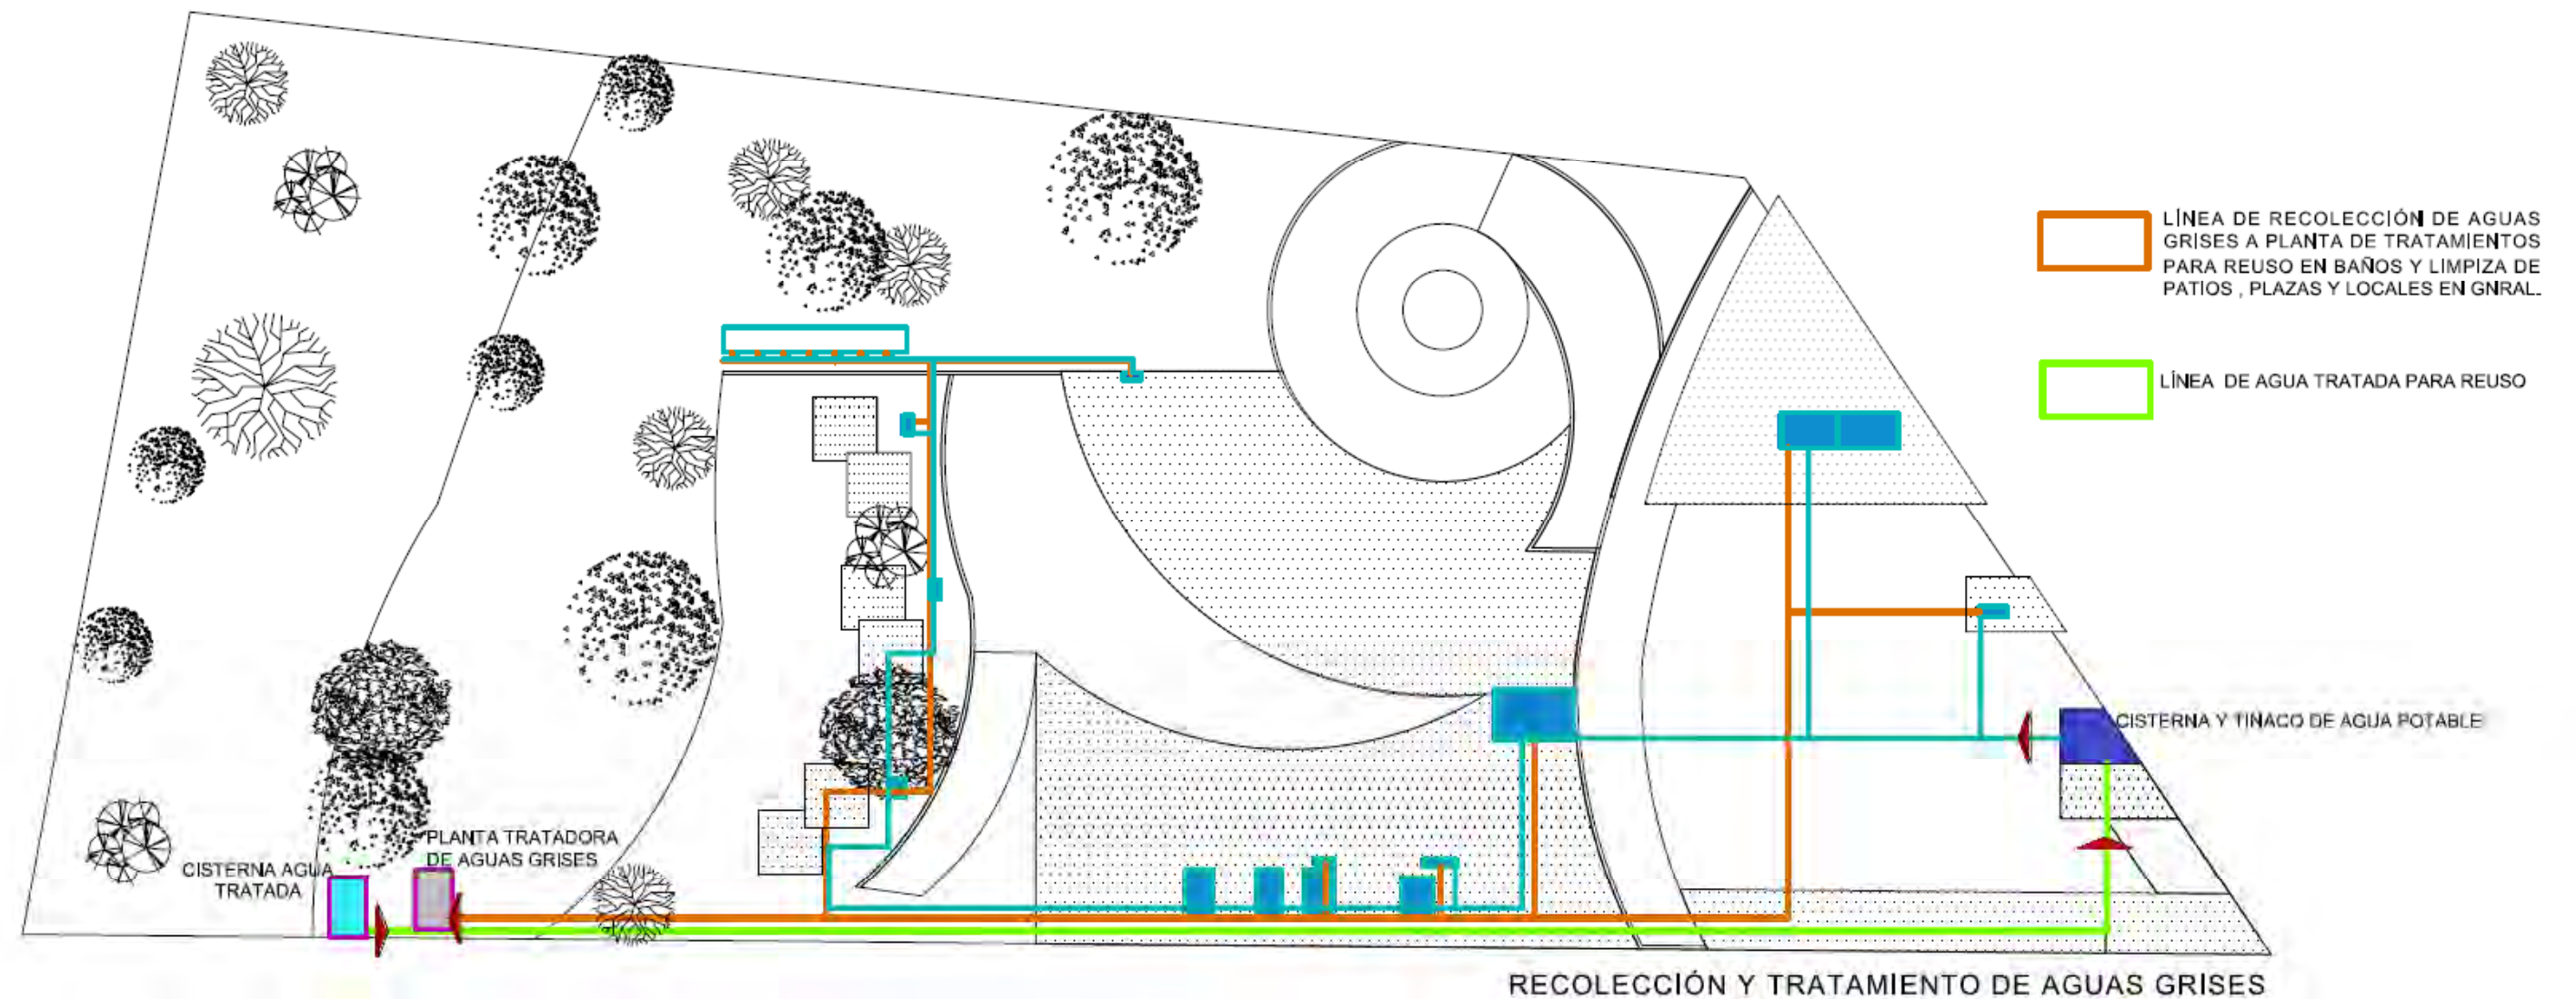 LÍNEA DE RECOLECCIÓN DE AGUAS
GRISES A PLANTA DE TRATAMIENTOS
PARA REUSO EN BAÑOS Y LIMPIZA DE
PATIOS , PLAZAS Y LOCALES EN GNRAL.
LÍNEA DE AGUA TRATADA PARA REUSO
CISTERNA Y TINACO DE AGUA POTABLE
PLANTA TRATADORA
DE AGUAS GRISES
CISTERNA AGUA
TRATADA
RECOLECCIÓN Y TRATAMIENTO DE AGUAS GRISES